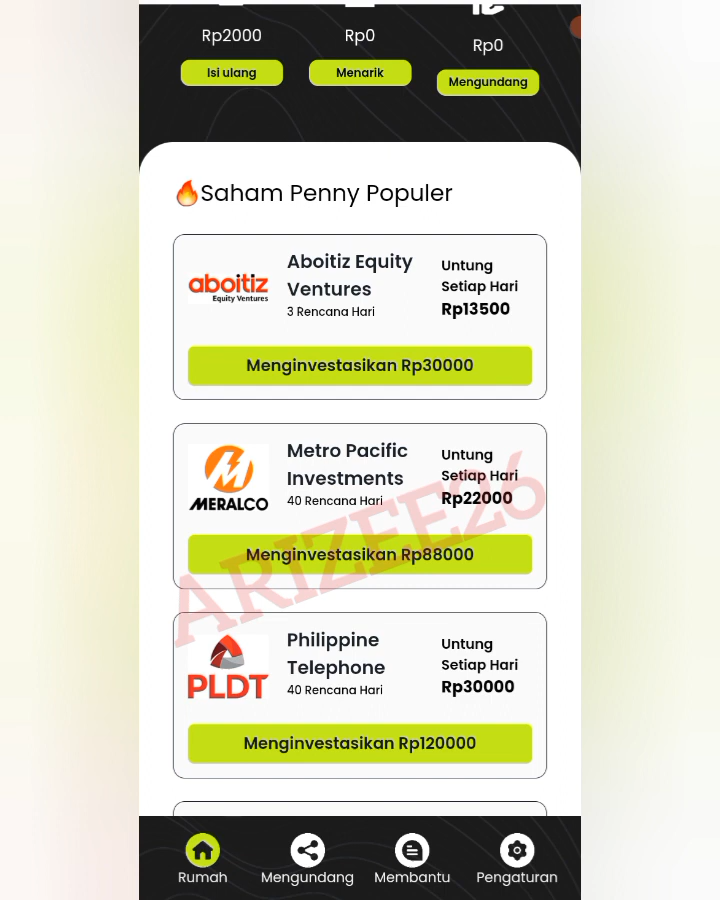 Rp2000
Rp0
Rp0
Isi ulang
Menarik
Mengundang
🔥Saham Penny Populer
aboitiz
Equity Ventures
Aboitiz Equity
Ventures
3 Rencana Hari
Untung
Setiap Hari
Rp13500
Menginvestasikan Rp30000
MERALCO
Metro Pacific
Investments
40 Rencana Hari
Untung
Setiap Hari
Rp22000
Menginvestasikan Rp88000
ARIZEE26
PLDT
Philippine
Telephone
40 Rencana Hari
Untung
Setiap Hari
Rp30000
Menginvestasikan Rp120000
Rumah
Mengundang
Membantu
Pengaturan